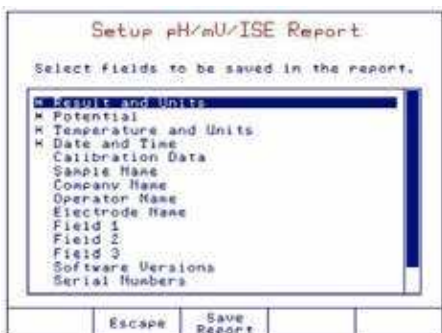 Setup pH/mV/ISE Report
Select fields to be saved in the report.
* Result and Units
* Potential
* Temperature and Units
* Date and Time
Calibration Data
Sample Name
Company Name
Operator Name
Electrode Name
Field 1
Field 2
Field 3
Software Versions
Serial Numbers
Escape
Save
Report